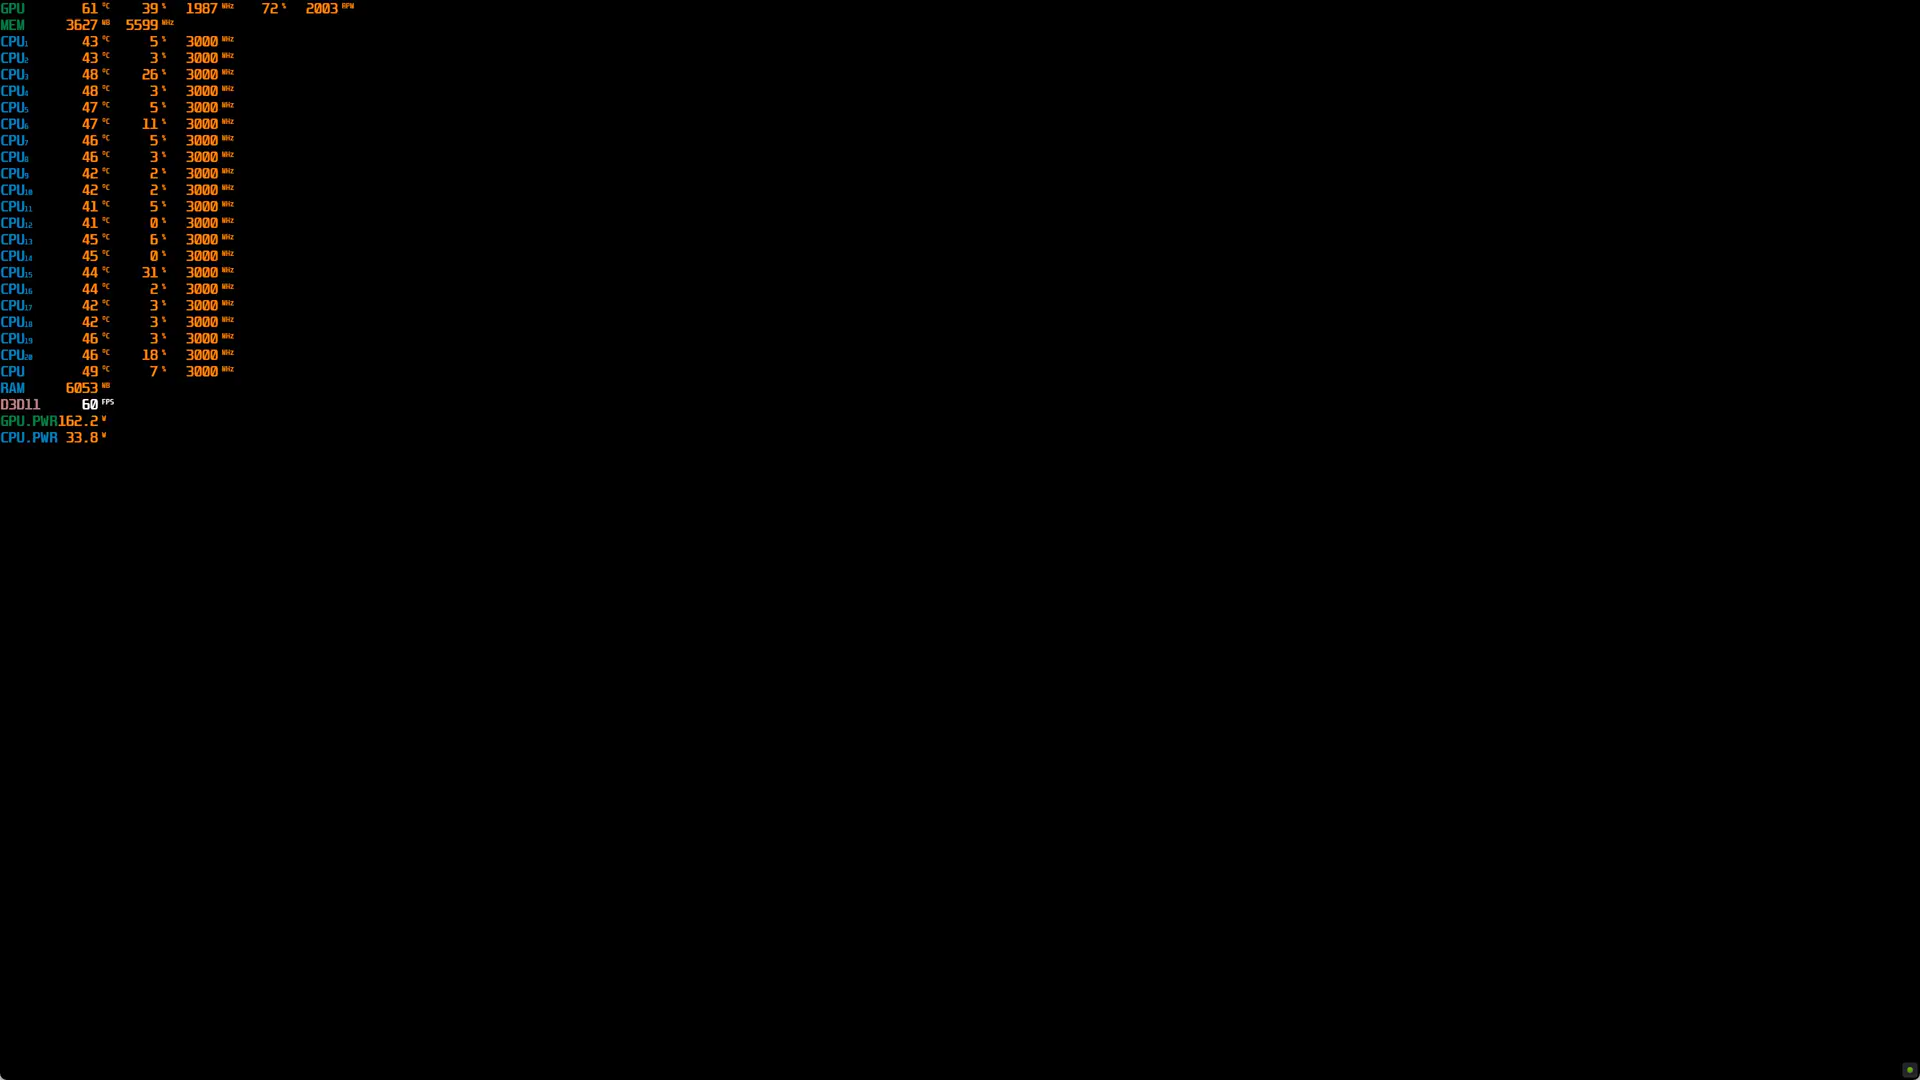 GPU 61 °C 39 % 1987 MHz 72 % 2003 RPM
MEM 3627 MB 5599 MHz
CPU1 43 °C 5 % 3000 MHz
CPU2 43 °C 3 % 3000 MHz
CPU3 48 °C 26 % 3000 MHz
CPU4 48 °C 3 % 3000 MHz
CPU5 47 °C 5 % 3000 MHz
CPU6 47 °C 11 % 3000 MHz
CPU7 46 °C 5 % 3000 MHz
CPU8 46 °C 3 % 3000 MHz
CPU9 42 °C 2 % 3000 MHz
CPU10 42 °C 2 % 3000 MHz
CPU11 41 °C 5 % 3000 MHz
CPU12 41 °C 0 % 3000 MHz
CPU13 45 °C 6 % 3000 MHz
CPU14 45 °C 0 % 3000 MHz
CPU15 44 °C 31 % 3000 MHz
CPU16 44 °C 2 % 3000 MHz
CPU17 42 °C 3 % 3000 MHz
CPU18 42 °C 3 % 3000 MHz
CPU19 46 °C 3 % 3000 MHz
CPU20 46 °C 18 % 3000 MHz
CPU 49 °C 7 % 3000 MHz
RAM 6053 MB
D3D11 60 FPS
GPU.PWR 162.2 W
CPU.PWR 33.8 W